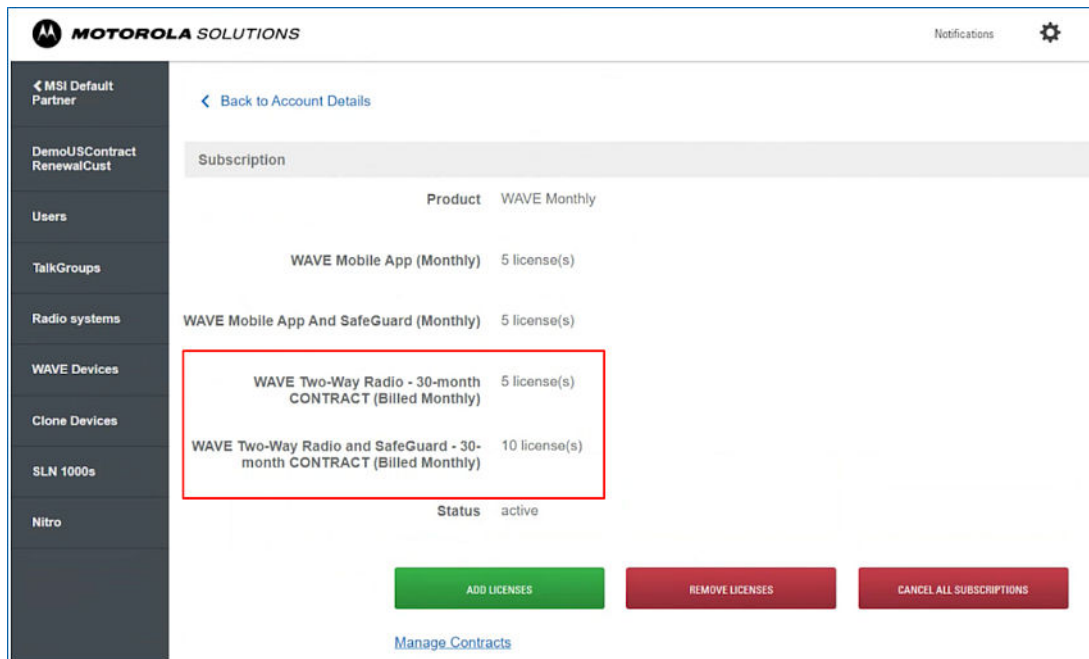 MOTOROLA SOLUTIONS
Notifications
MSI Default
Partner
Back to Account Details
DemoUSContract
RenewalCust
Subscription
Product WAVE Monthly
Users
WAVE Mobile App (Monthly) 5 license(s)
TalkGroups
Radio systems
WAVE Mobile App And SafeGuard (Monthly) 5 license(s)
WAVE Devices
WAVE Two-Way Radio - 30-month 5 license(s)
CONTRACT (Billed Monthly)
Clone Devices
WAVE Two-Way Radio and SafeGuard - 30- 10 license(s)
month CONTRACT (Billed Monthly)
SLN 1000s
Status active
Nitro
ADD LICENSES REMOVE LICENSES CANCEL ALL SUBSCRIPTIONS
Manage Contracts